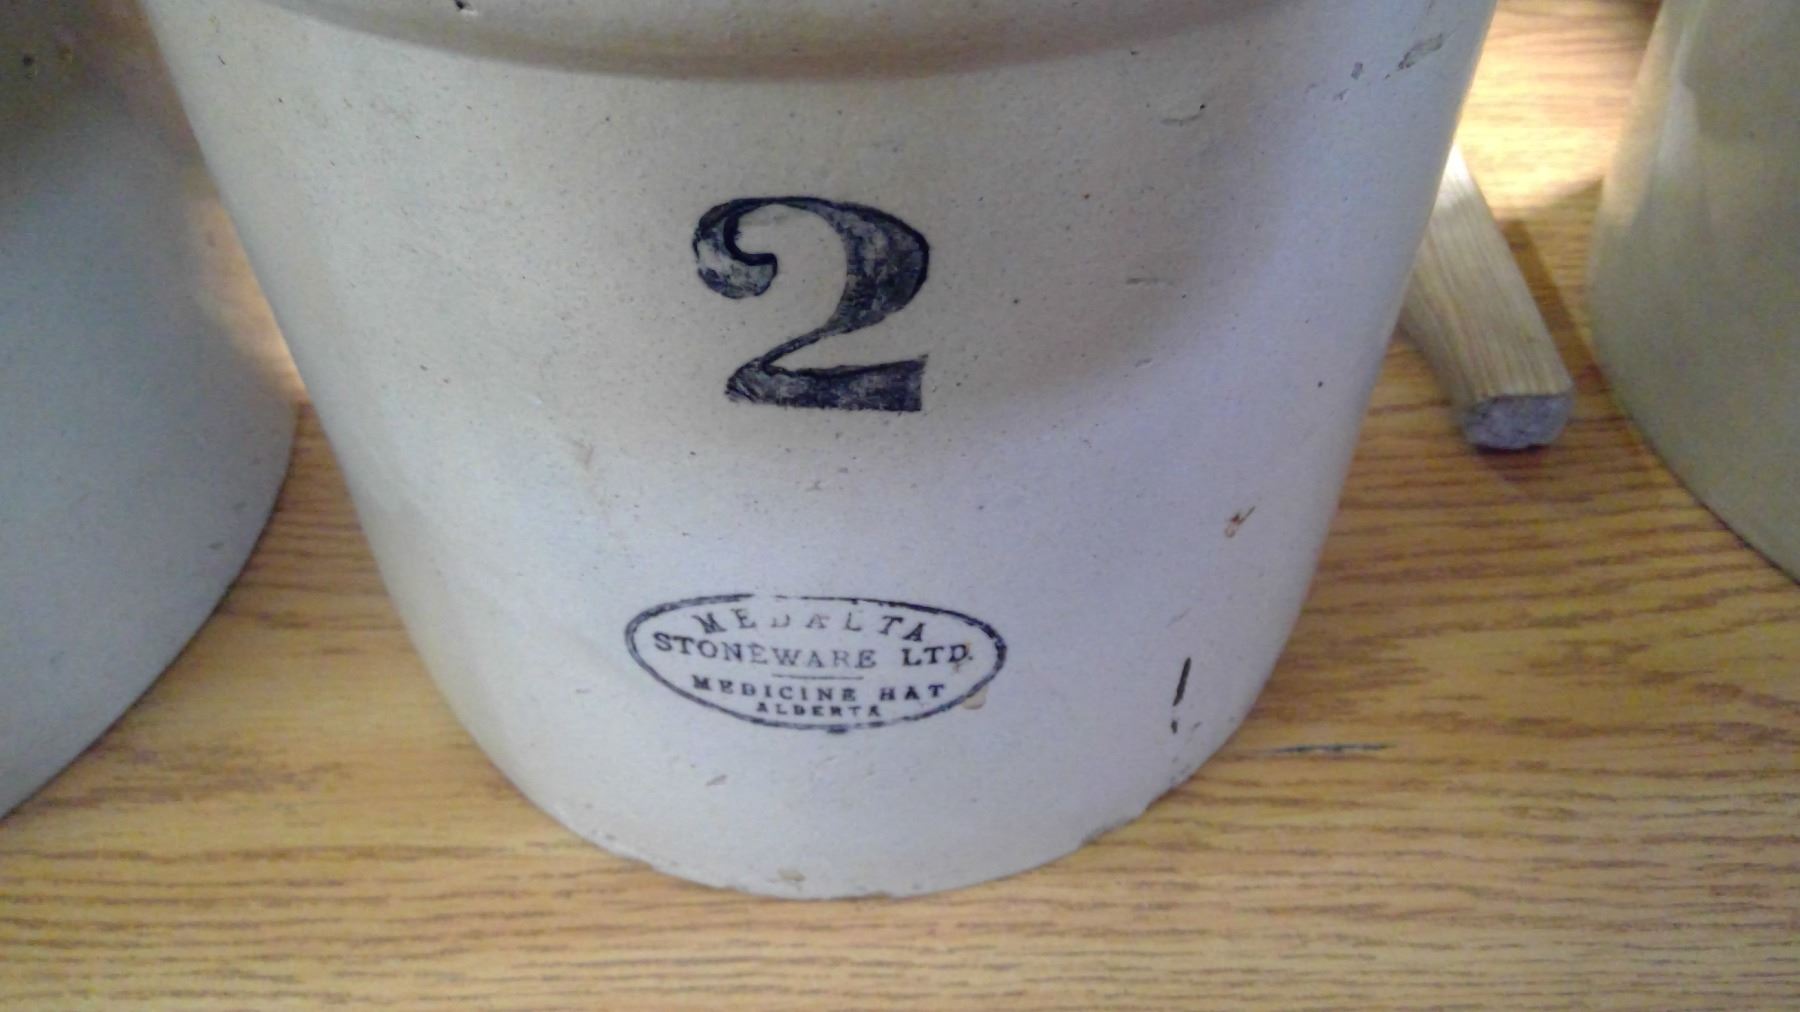 2
MEDALTA
STONEWARE LTD.
MEDICINE HAT
ALBERTA